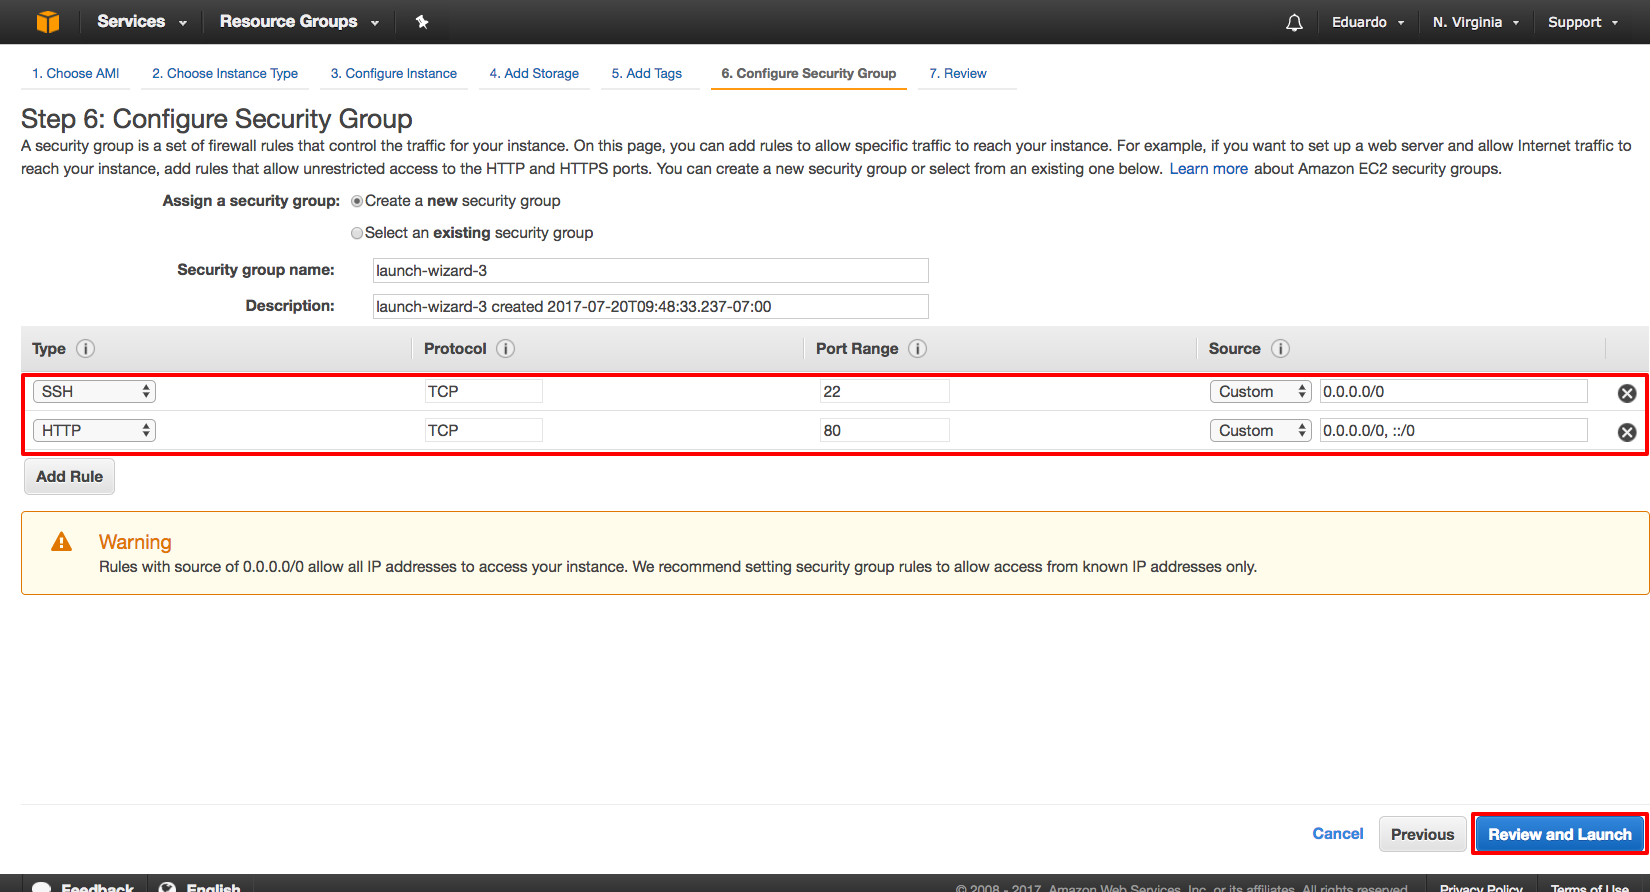 Services Resource Groups Eduardo N. Virginia Support
1. Choose AMI 2. Choose Instance Type 3. Configure Instance 4. Add Storage 5. Add Tags 6. Configure Security Group 7. Review
Step 6: Configure Security Group
A security group is a set of firewall rules that control the traffic for your instance. On this page, you can add rules to allow specific traffic to reach your instance. For example, if you want to set up a web server and allow Internet traffic to
reach your instance, add rules that allow unrestricted access to the HTTP and HTTPS ports. You can create a new security group or select from an existing one below. Learn more about Amazon EC2 security groups.
Assign a security group: Create a new security group
Select an existing security group
Security group name: launch-wizard-3
Description: launch-wizard-3 created 2017-07-20T09:48:33.237-07:00
Type i Protocol i Port Range i Source i
SSH TCP 22 Custom 0.0.0.0/0
HTTP TCP 80 Custom 0.0.0.0/0, ::/0
Add Rule
Warning
Rules with source of 0.0.0.0/0 allow all IP addresses to access your instance. We recommend setting security group rules to allow access from known IP addresses only.
Cancel Previous Review and Launch
Feedback English © 2008 - 2017, Amazon Web Services, Inc. or its affiliates. All rights reserved. Privacy Policy Terms of Use